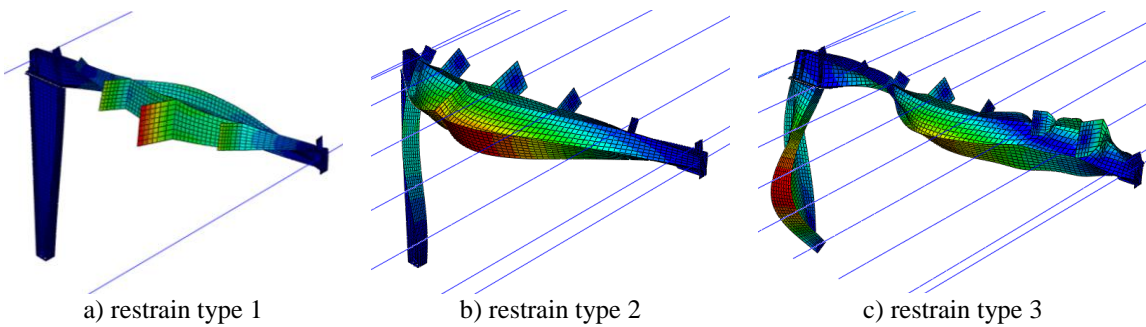 a) restrain type 1
b) restrain type 2
c) restrain type 3